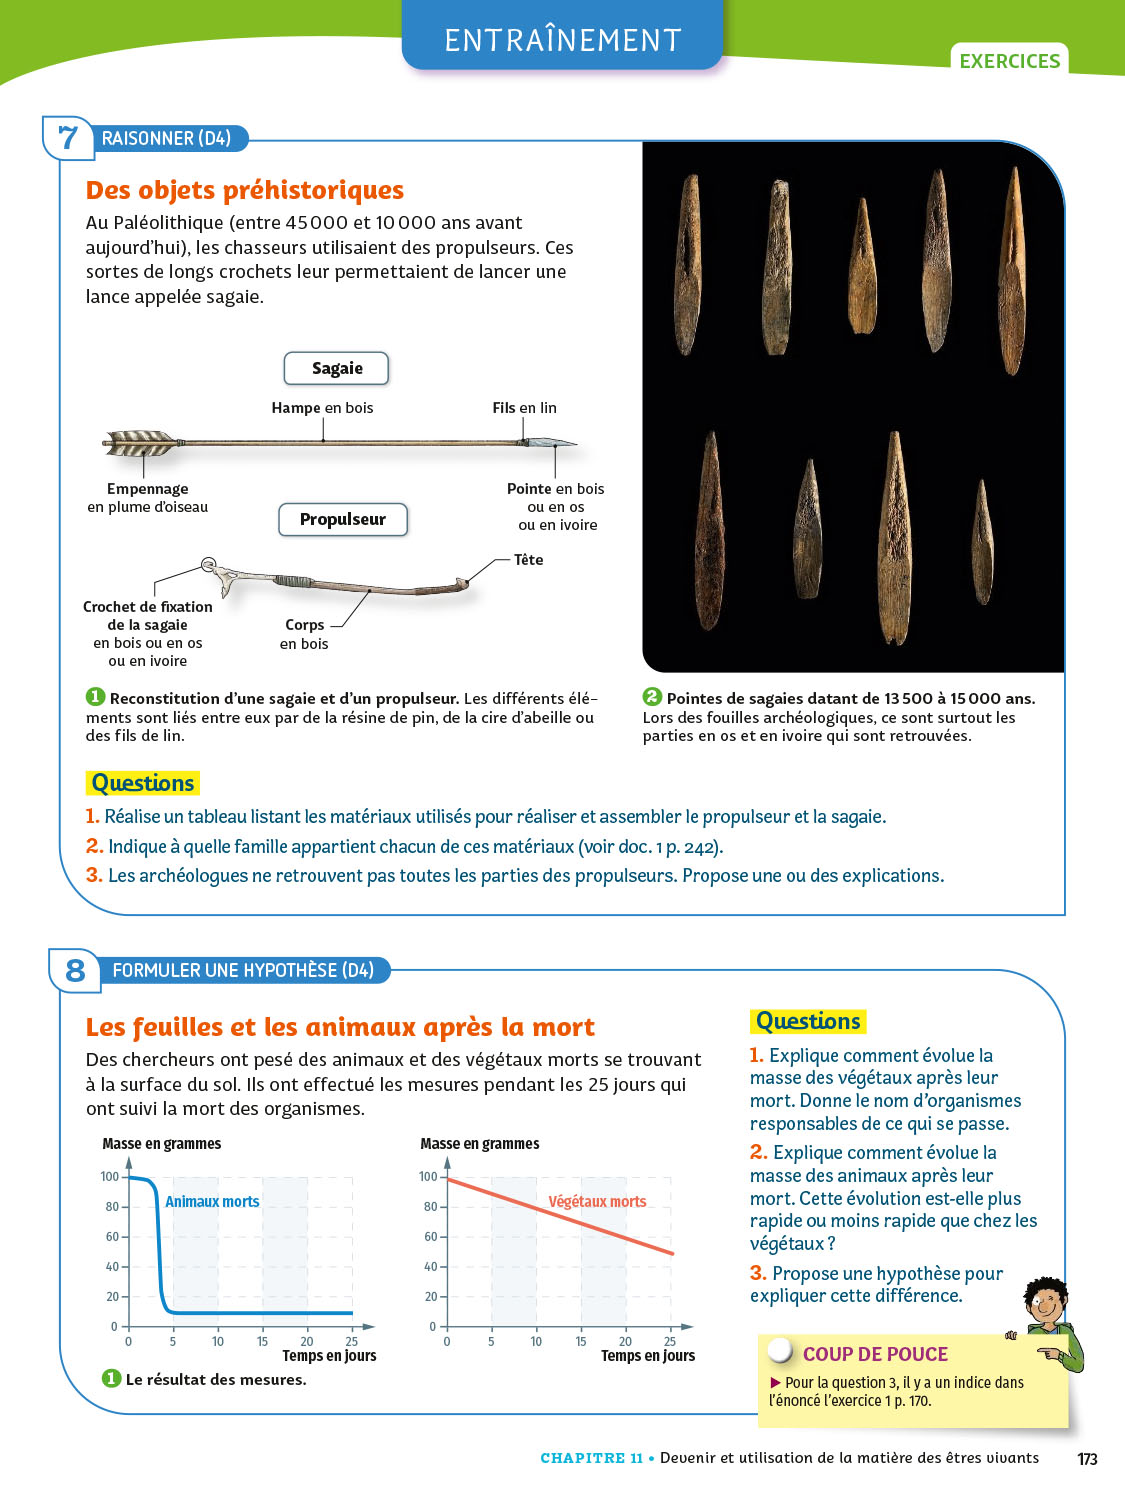 ENTRAÎNEMENT
EXERCICES
7 RAISONNER (D4)
Des objets préhistoriques
Au Paléolithique (entre 45 000 et 10 000 ans avant
aujourd'hui), les chasseurs utilisaient des propulseurs. Ces
sortes de longs crochets leur permettaient de lancer une
lance appelée sagaie.
Sagaie
Hampe en bois
Fils en lin
Empennage
en plume d'oiseau
Pointe en bois
ou en os
ou en ivoire
Propulseur
Tête
Crochet de fixation
de la sagaie
en bois ou en os
ou en ivoire
Corps
en bois
1 Reconstitution d'une sagaie et d'un propulseur. Les différents élé-
ments sont liés entre eux par de la résine de pin, de la cire d'abeille ou
des fils de lin.
2 Pointes de sagaies datant de 13 500 à 15 000 ans.
Lors des fouilles archéologiques, ce sont surtout les
parties en os et en ivoire qui sont retrouvées.
Questions
1. Réalise un tableau listant les matériaux utilisés pour réaliser et assembler le propulseur et la sagaie.
2. Indique à quelle famille appartient chacun de ces matériaux (voir doc. 1 p. 242).
3. Les archéologues ne retrouvent pas toutes les parties des propulseurs. Propose une ou des explications.
8 FORMULER UNE HYPOTHÈSE (D4)
Les feuilles et les animaux après la mort
Des chercheurs ont pesé des animaux et des végétaux morts se trouvant
à la surface du sol. Ils ont effectué les mesures pendant les 25 jours qui
ont suivi la mort des organismes.
Masse en grammes
100
80
60
40
20
0
Animaux morts
0 5 10 15 20 25
Temps en jours
Masse en grammes
100
80
60
40
20
0
Végétaux morts
0 5 10 15 20 25
Temps en jours
1 Le résultat des mesures.
Questions
1. Explique comment évolue la
masse des végétaux après leur
mort. Donne le nom d'organismes
responsables de ce qui se passe.
2. Explique comment évolue la
masse des animaux après leur
mort. Cette évolution est-elle plus
rapide ou moins rapide que chez les
végétaux ?
3. Propose une hypothèse pour
expliquer cette différence.
COUP DE POUCE
▶ Pour la question 3, il y a un indice dans
l'énoncé l'exercice 1 p. 170.
CHAPITRE 11 • Devenir et utilisation de la matière des êtres vivants 173